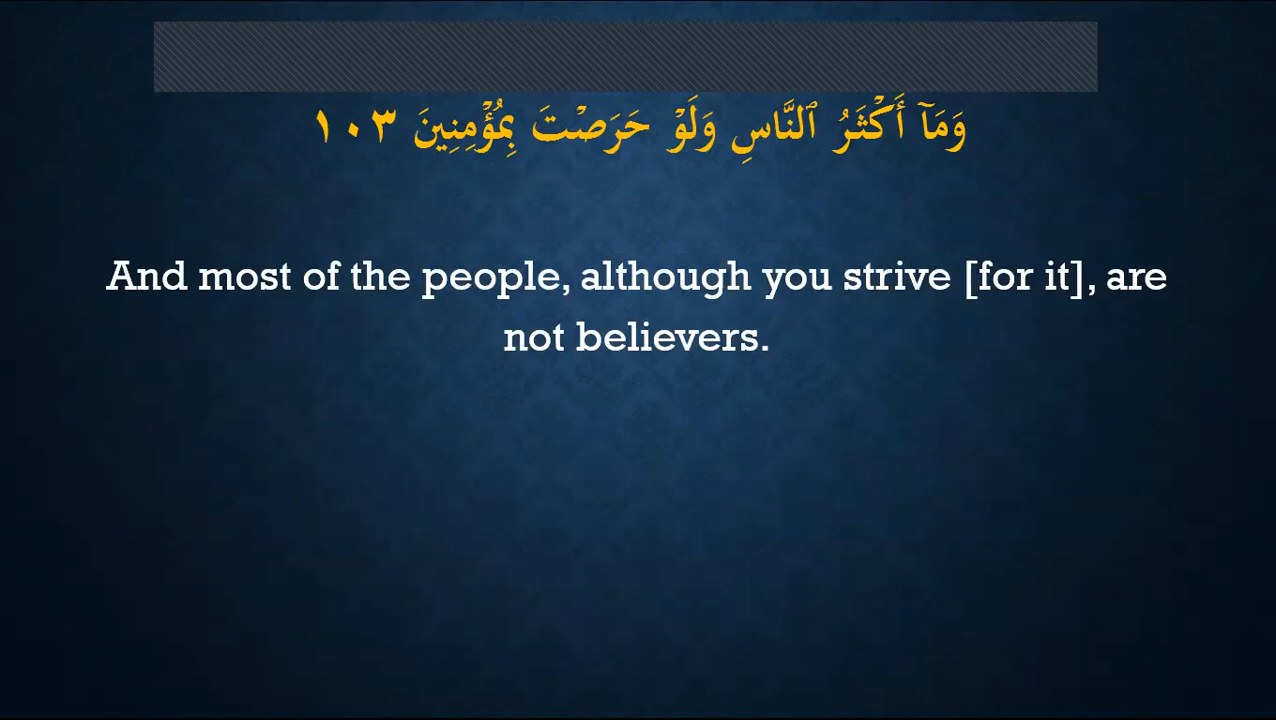 وَمَآ أَكْثَرُ ٱلنَّاسِ وَلَوْ حَرَصْتَ بِمُؤْمِنِينَ ١٠٣
And most of the people, although you strive [for it], are
not believers.